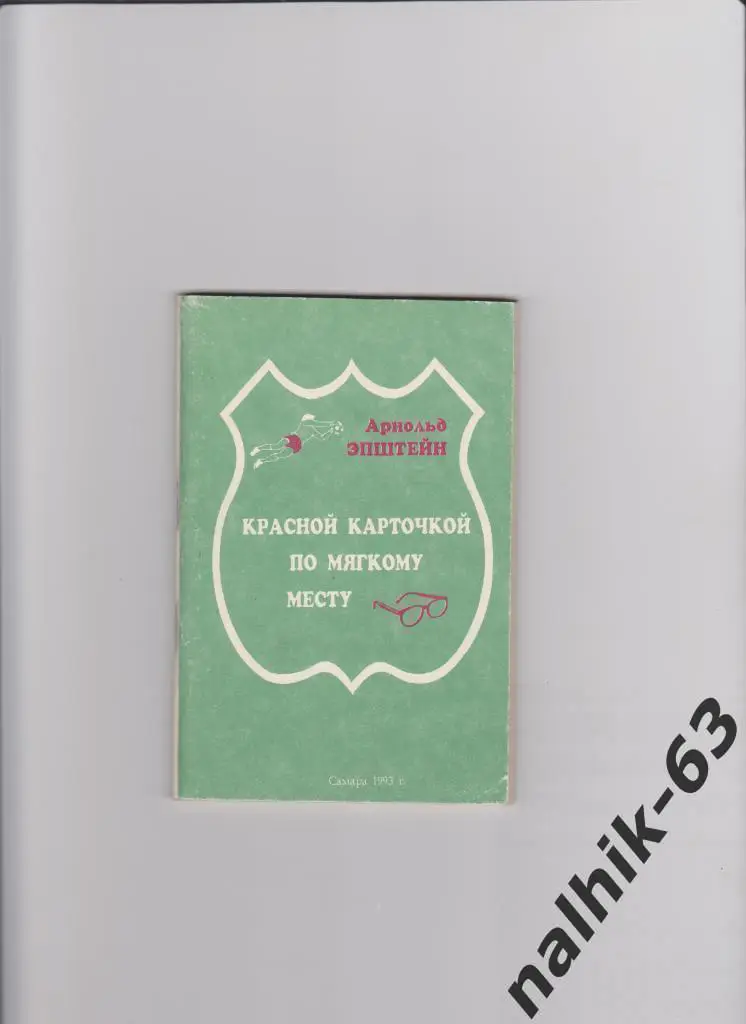 Арнольд
ЭПШТЕЙН
КРАСНОЙ КАРТОЧКОЙ
ПО МЯГКОМУ
МЕСТУ
Самара 1993 г.
nalhik-63